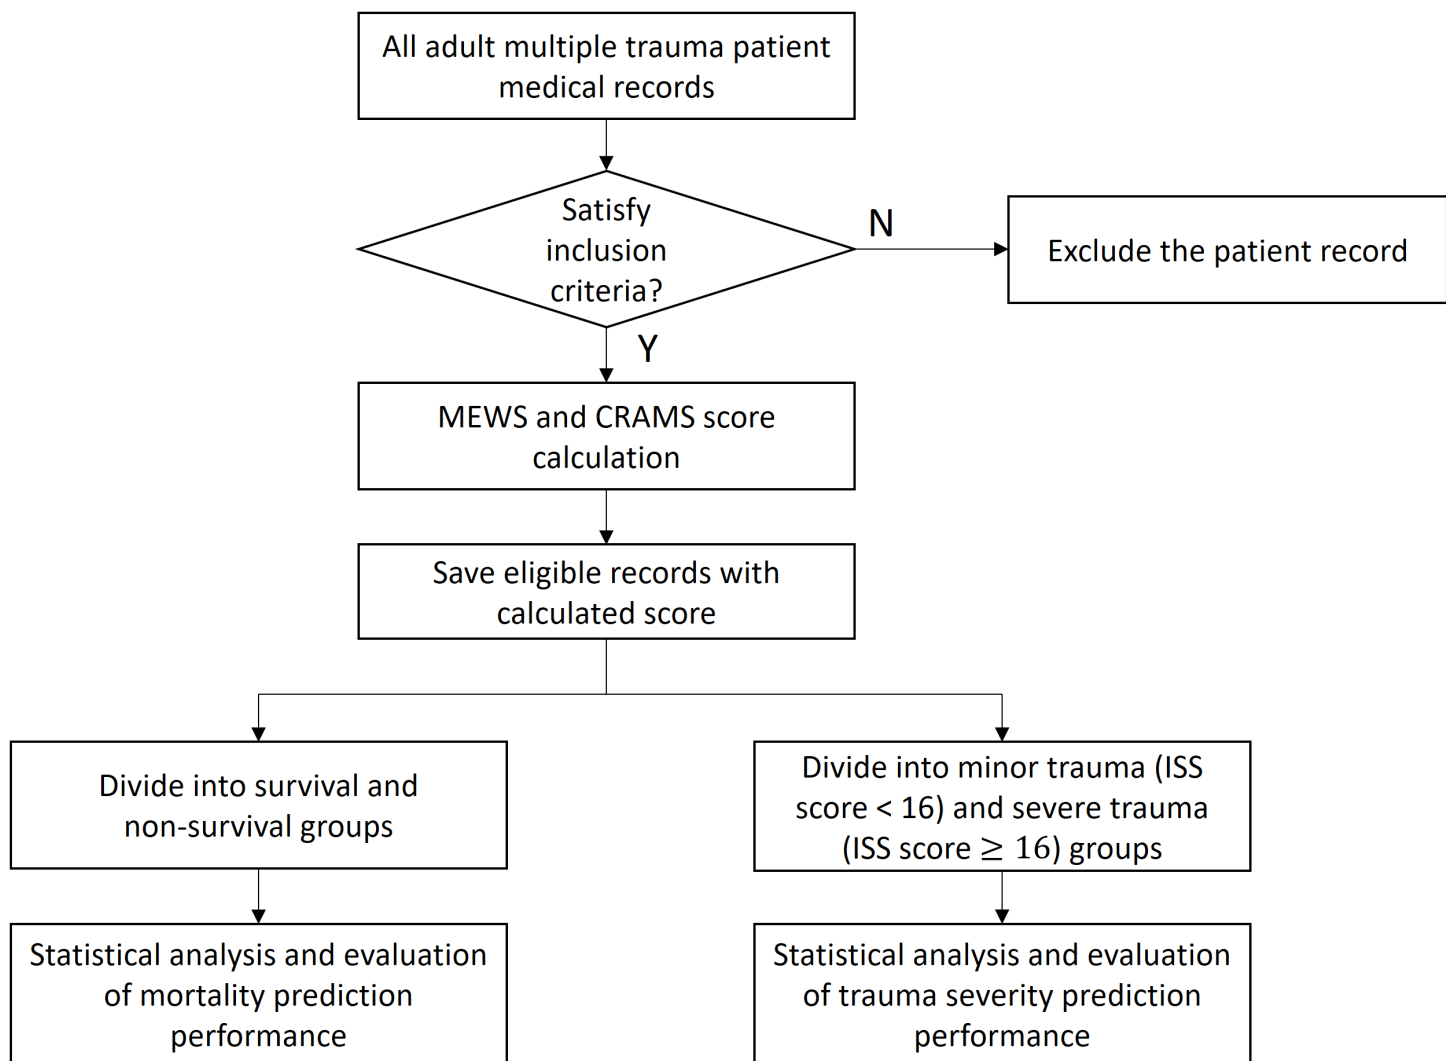 All adult multiple trauma patient
medical records
Satisfy
inclusion
criteria?
N
Exclude the patient record
Y
MEWS and CRAMS score
calculation
Save eligible records with
calculated score
Divide into survival and
non-survival groups
Divide into minor trauma (ISS
score < 16) and severe trauma
(ISS score ≥ 16) groups
Statistical analysis and evaluation
of mortality prediction
performance
Statistical analysis and evaluation
of trauma severity prediction
performance